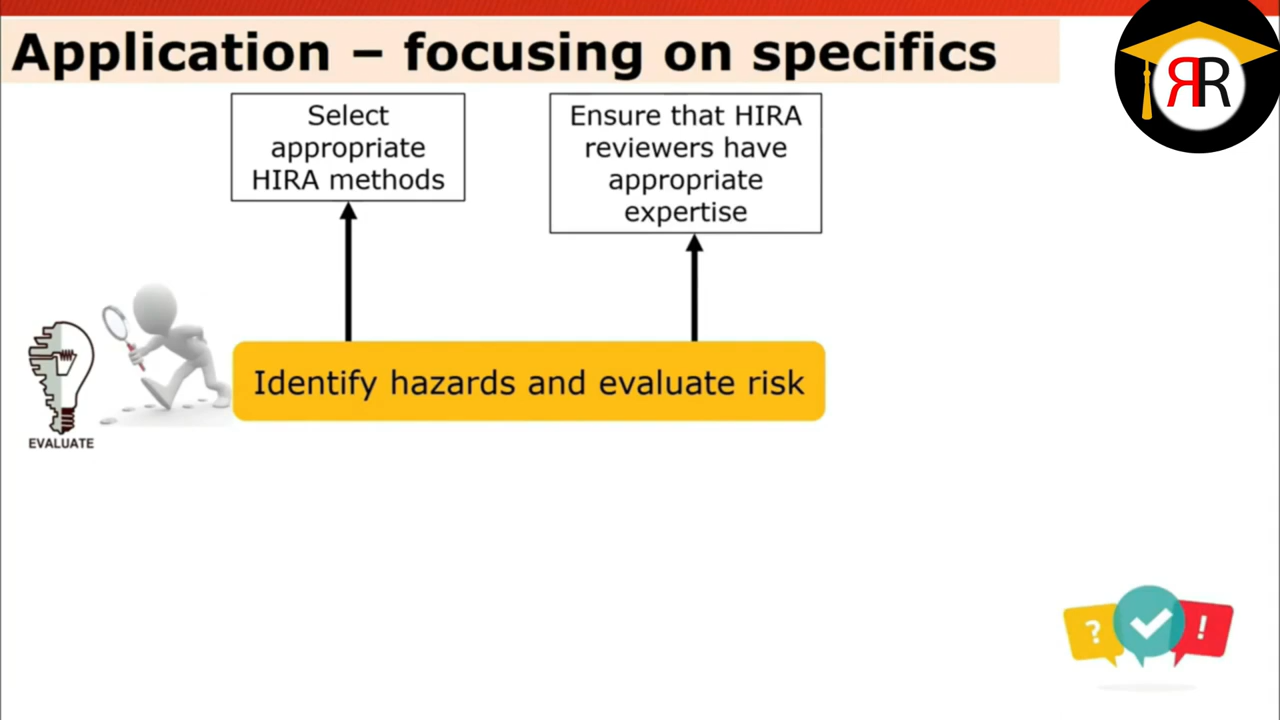 Application – focusing on specifics
Select
appropriate
HIRA methods
Ensure that HIRA
reviewers have
appropriate
expertise
Identify hazards and evaluate risk
EVALUATE
ЯR
?
!